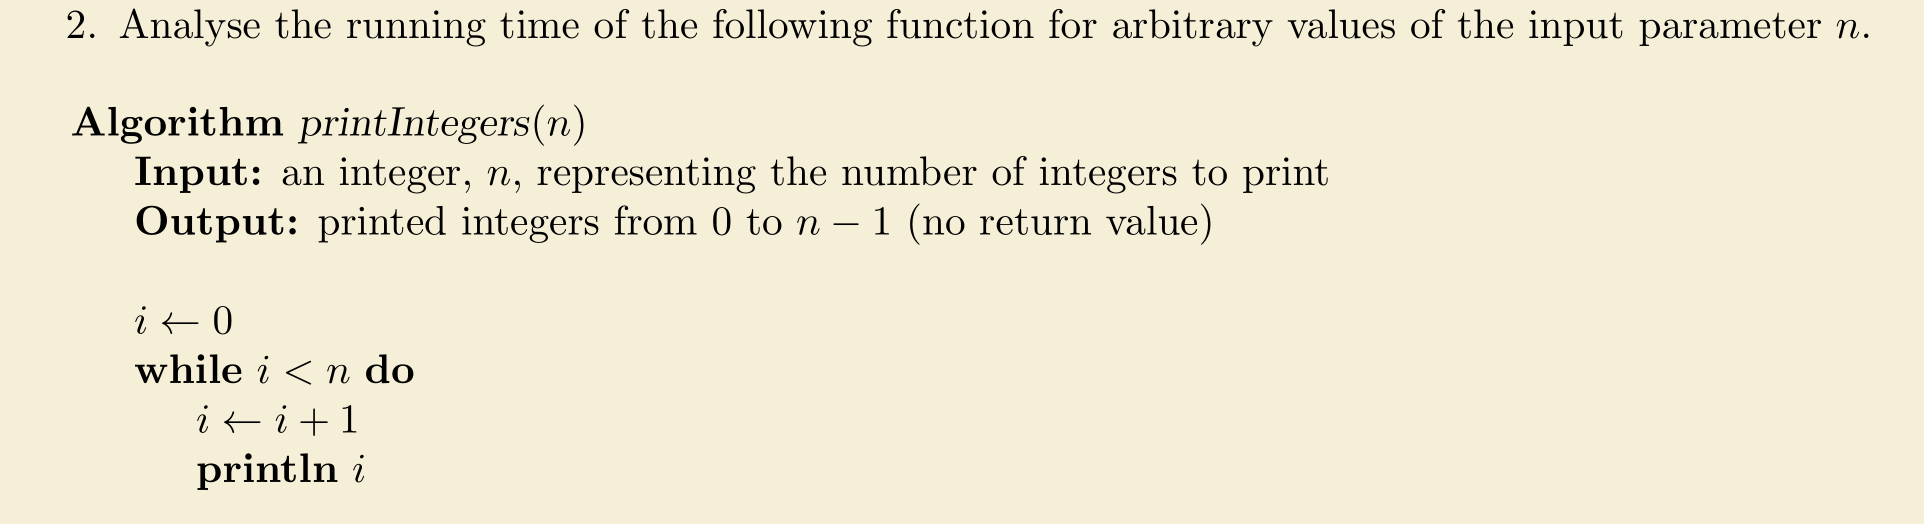 2. Analyse the running time of the following function for arbitrary values of the input parameter n.
Algorithm printIntegers(n)
Input: an integer, n, representing the number of integers to print
Output: printed integers from 0 to n − 1 (no return value)
i ← 0
while i < n do
i ← i + 1
println i